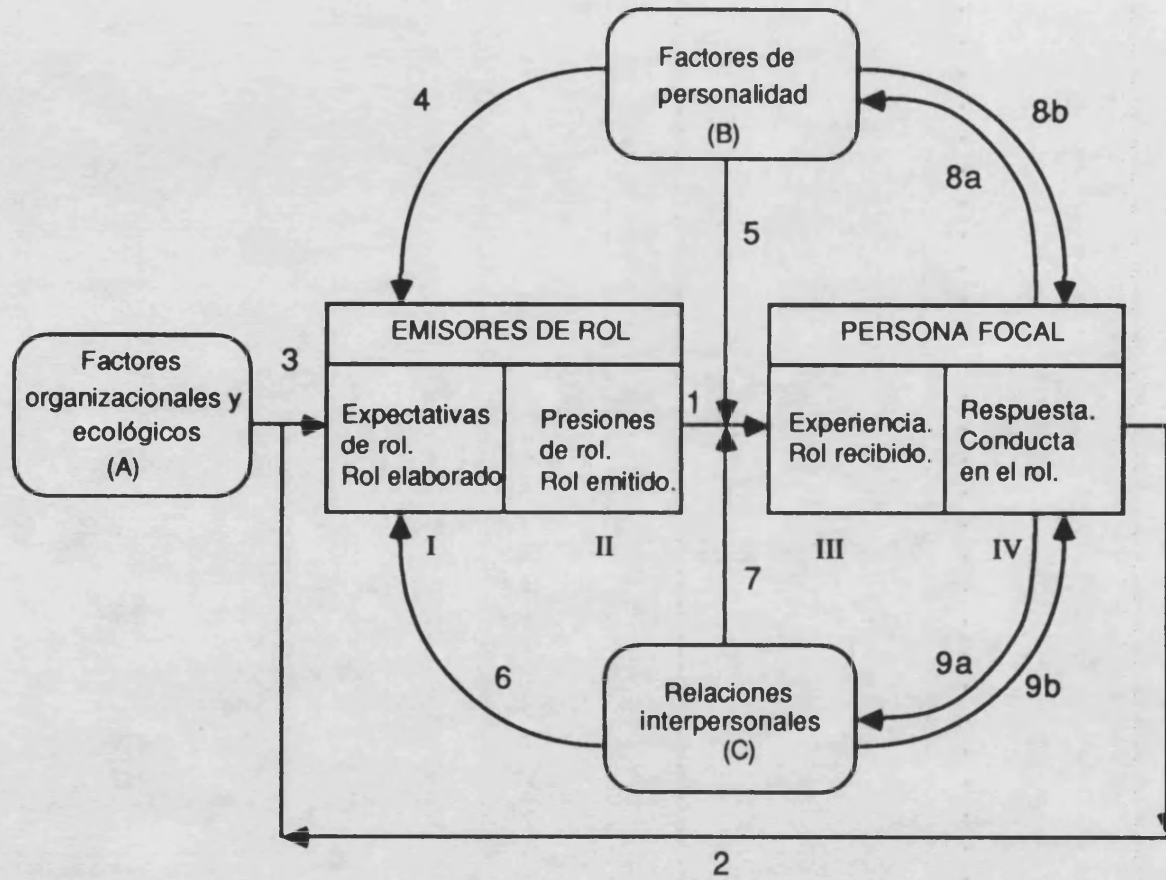 Factores de
personalidad
(B)
4
8b
8a
5
EMISORES DE ROL
PERSONA FOCAL
Factores
organizacionales y
ecológicos
(A)
3
Expectativas
de rol.
Rol elaborado
Presiones
de rol.
Rol emitido.
1
Experiencia.
Rol recibido.
Respuesta.
Conducta
en el rol.
I
II
III
IV
7
6
Relaciones
interpersonales
(C)
9a
9b
2